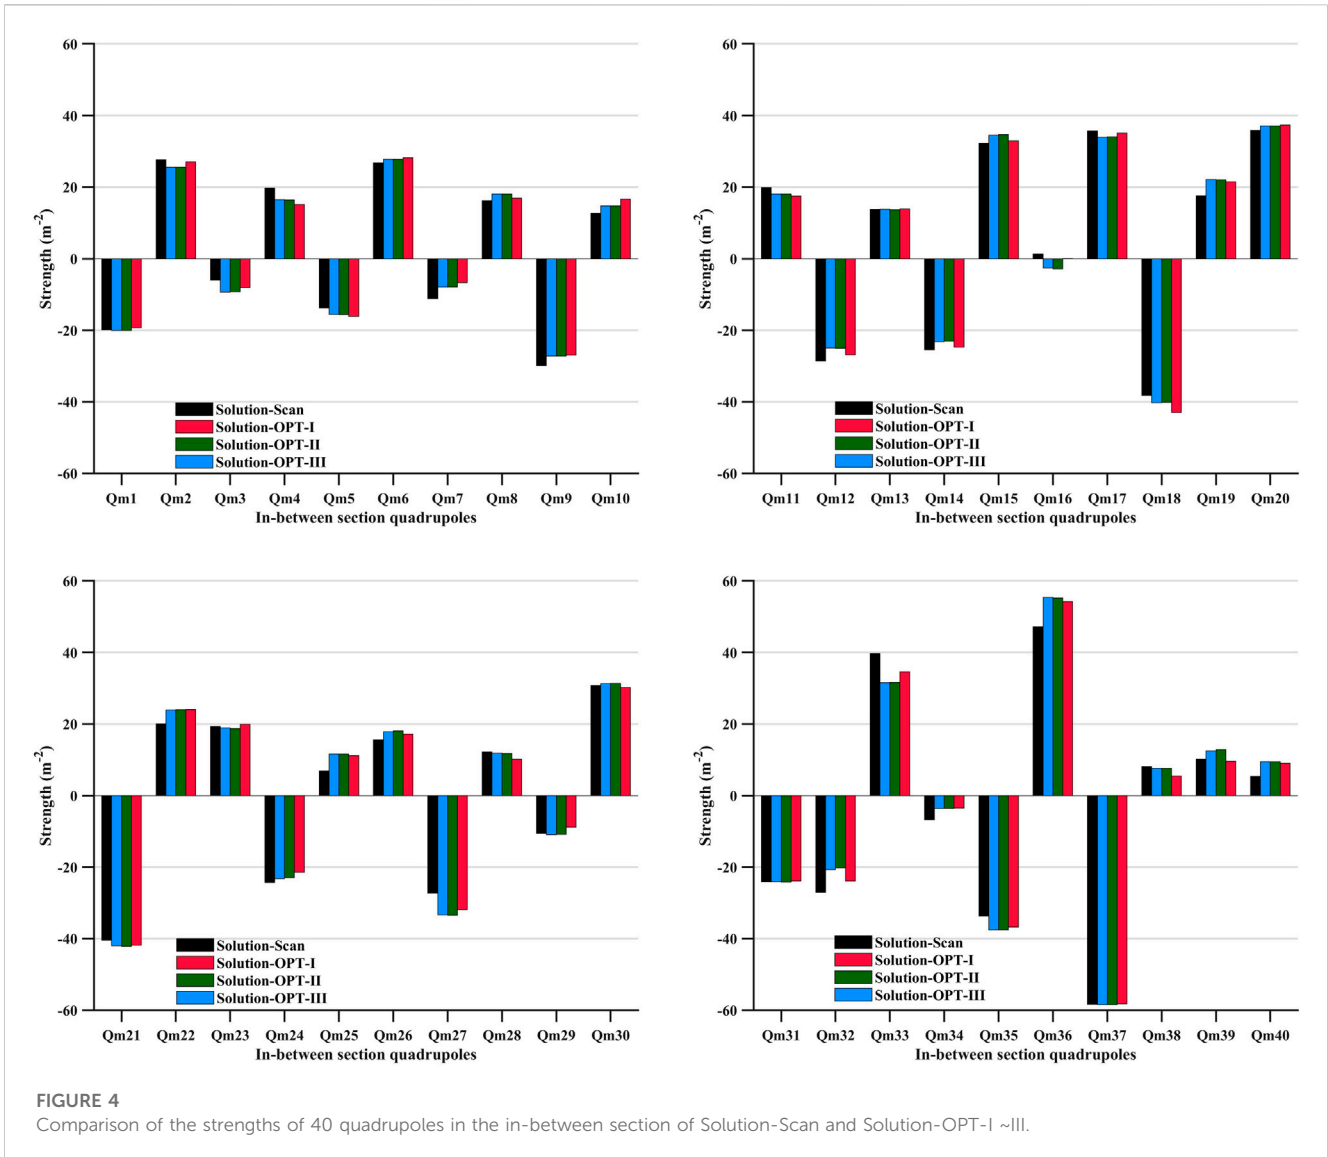 60
40
20
0
-20
-40
-60
Strength (m⁻²)
Solution-Scan
Solution-OPT-I
Solution-OPT-II
Solution-OPT-III
Qm1 Qm2 Qm3 Qm4 Qm5 Qm6 Qm7 Qm8 Qm9 Qm10
In-between section quadrupoles
60
40
20
0
-20
-40
-60
Strength (m⁻²)
Solution-Scan
Solution-OPT-I
Solution-OPT-II
Solution-OPT-III
Qm11 Qm12 Qm13 Qm14 Qm15 Qm16 Qm17 Qm18 Qm19 Qm20
In-between section quadrupoles
60
40
20
0
-20
-40
-60
Strength (m⁻²)
Solution-Scan
Solution-OPT-I
Solution-OPT-II
Solution-OPT-III
Qm21 Qm22 Qm23 Qm24 Qm25 Qm26 Qm27 Qm28 Qm29 Qm30
In-between section quadrupoles
60
40
20
0
-20
-40
-60
Strength (m⁻²)
Solution-Scan
Solution-OPT-I
Solution-OPT-II
Solution-OPT-III
Qm31 Qm32 Qm33 Qm34 Qm35 Qm36 Qm37 Qm38 Qm39 Qm40
In-between section quadrupoles
FIGURE 4
Comparison of the strengths of 40 quadrupoles in the in-between section of Solution-Scan and Solution-OPT-I ~III.